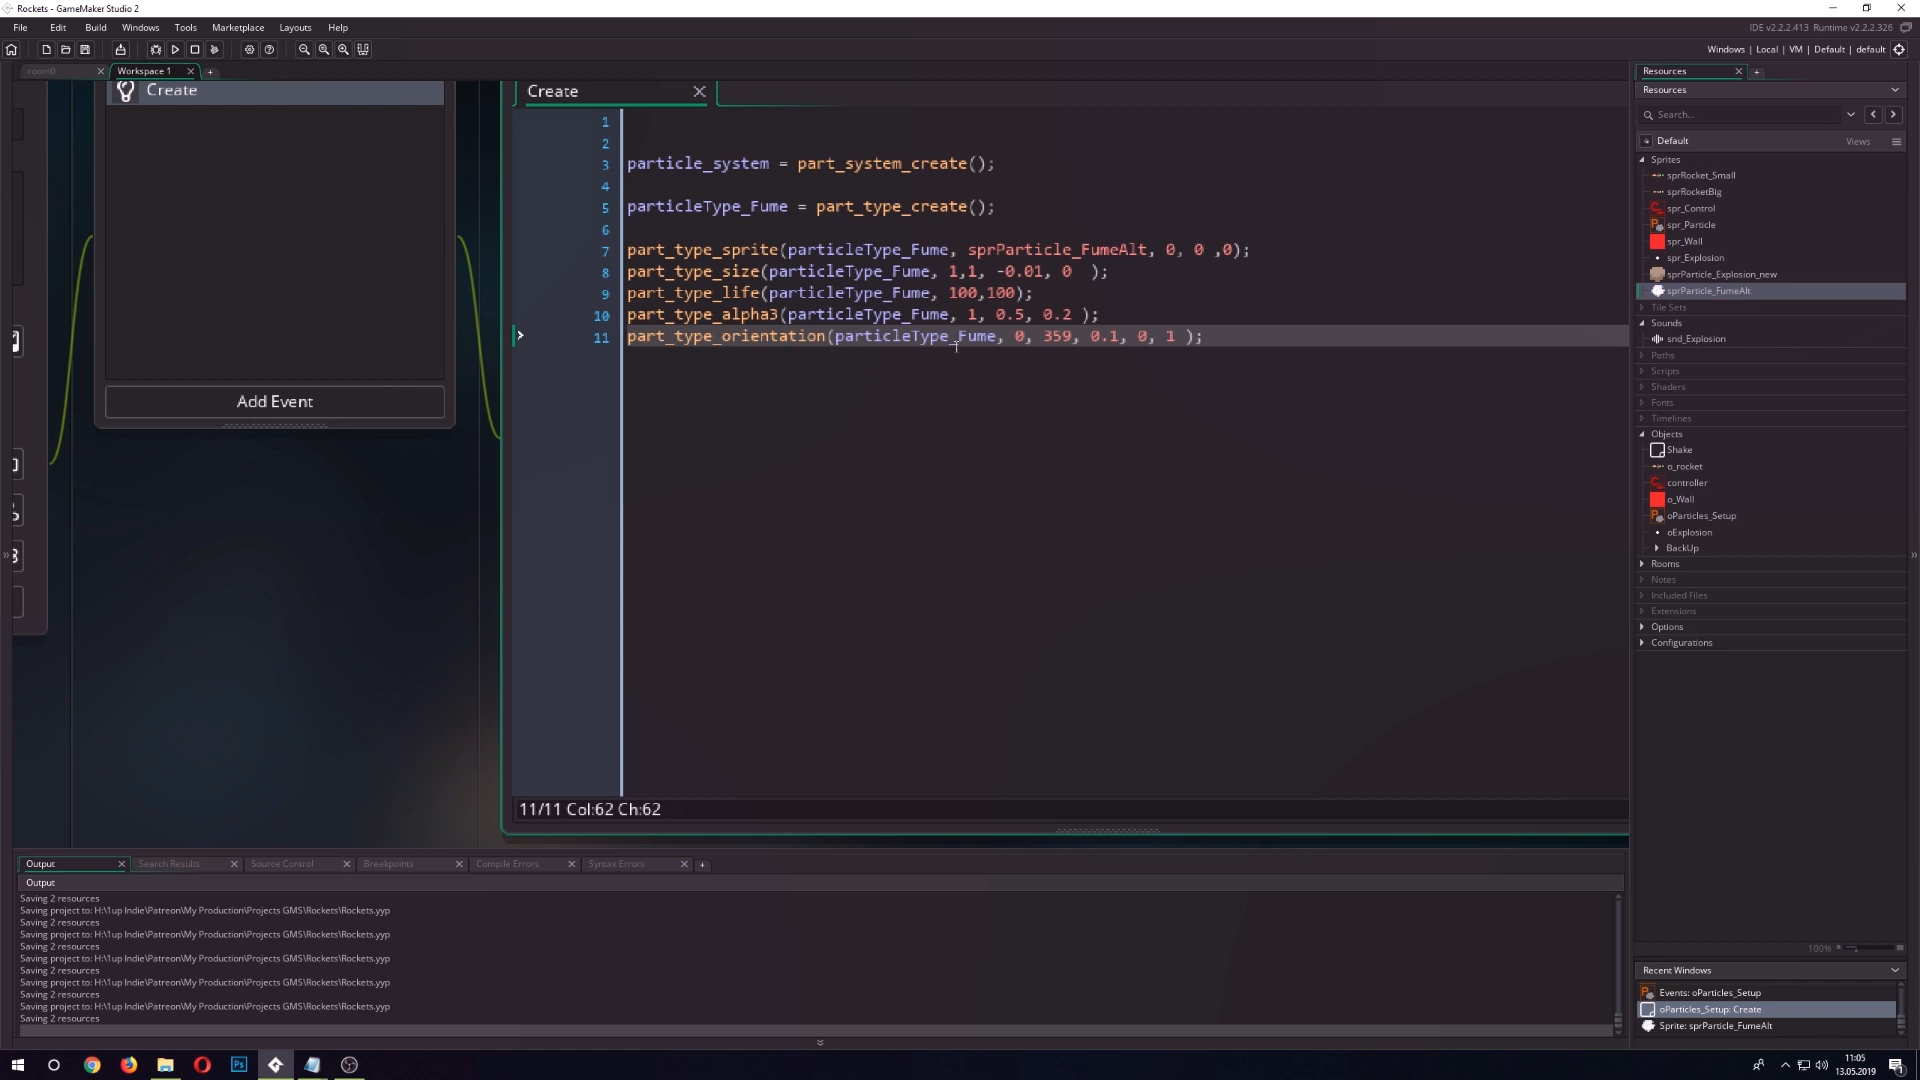 Rockets - GameMaker Studio 2
File Edit Build Windows Tools Marketplace Layouts Help
IDE v2.2.2.413 Runtime v2.2.2.326
Windows | Local | VM | Default | default
room0
Workspace 1
Create
Add Event
Create
1
2
3 particle_system = part_system_create();
4
5 particleType_Fume = part_type_create();
6
7 part_type_sprite(particleType_Fume, sprParticle_FumeAlt, 0, 0 ,0);
8 part_type_size(particleType_Fume, 1,1, -0.01, 0  );
9 part_type_life(particleType_Fume, 100,100);
10 part_type_alpha3(particleType_Fume, 1, 0.5, 0.2 );
11 part_type_orientation(particleType_Fume, 0, 359, 0.1, 0, 1 );
11/11 Col:62 Ch:62
Resources
Resources
Search...
Default Views
Sprites
sprRocket_Small
sprRocketBig
spr_Control
spr_Particle
spr_Wall
spr_Explosion
sprParticle_Explosion_new
sprParticle_FumeAlt
Tile Sets
Sounds
snd_Explosion
Paths
Scripts
Shaders
Fonts
Timelines
Objects
Shake
o_rocket
controller
o_Wall
oParticles_Setup
oExplosion
BackUp
Rooms
Notes
Included Files
Extensions
Options
Configurations
100%
Recent Windows
Events: oParticles_Setup
oParticles_Setup: Create
Sprite: sprParticle_FumeAlt
Output Search Results Source Control Breakpoints Compile Errors Syntax Errors
Output
Saving 2 resources
Saving project to: H:\1up Indie\Patreon\My Production\Projects GMS\Rockets\Rockets.yyp
Saving 2 resources
Saving project to: H:\1up Indie\Patreon\My Production\Projects GMS\Rockets\Rockets.yyp
Saving 2 resources
Saving project to: H:\1up Indie\Patreon\My Production\Projects GMS\Rockets\Rockets.yyp
Saving 2 resources
Saving project to: H:\1up Indie\Patreon\My Production\Projects GMS\Rockets\Rockets.yyp
Saving 2 resources
Saving project to: H:\1up Indie\Patreon\My Production\Projects GMS\Rockets\Rockets.yyp
Saving 2 resources
Ps
11:05
13.05.2019